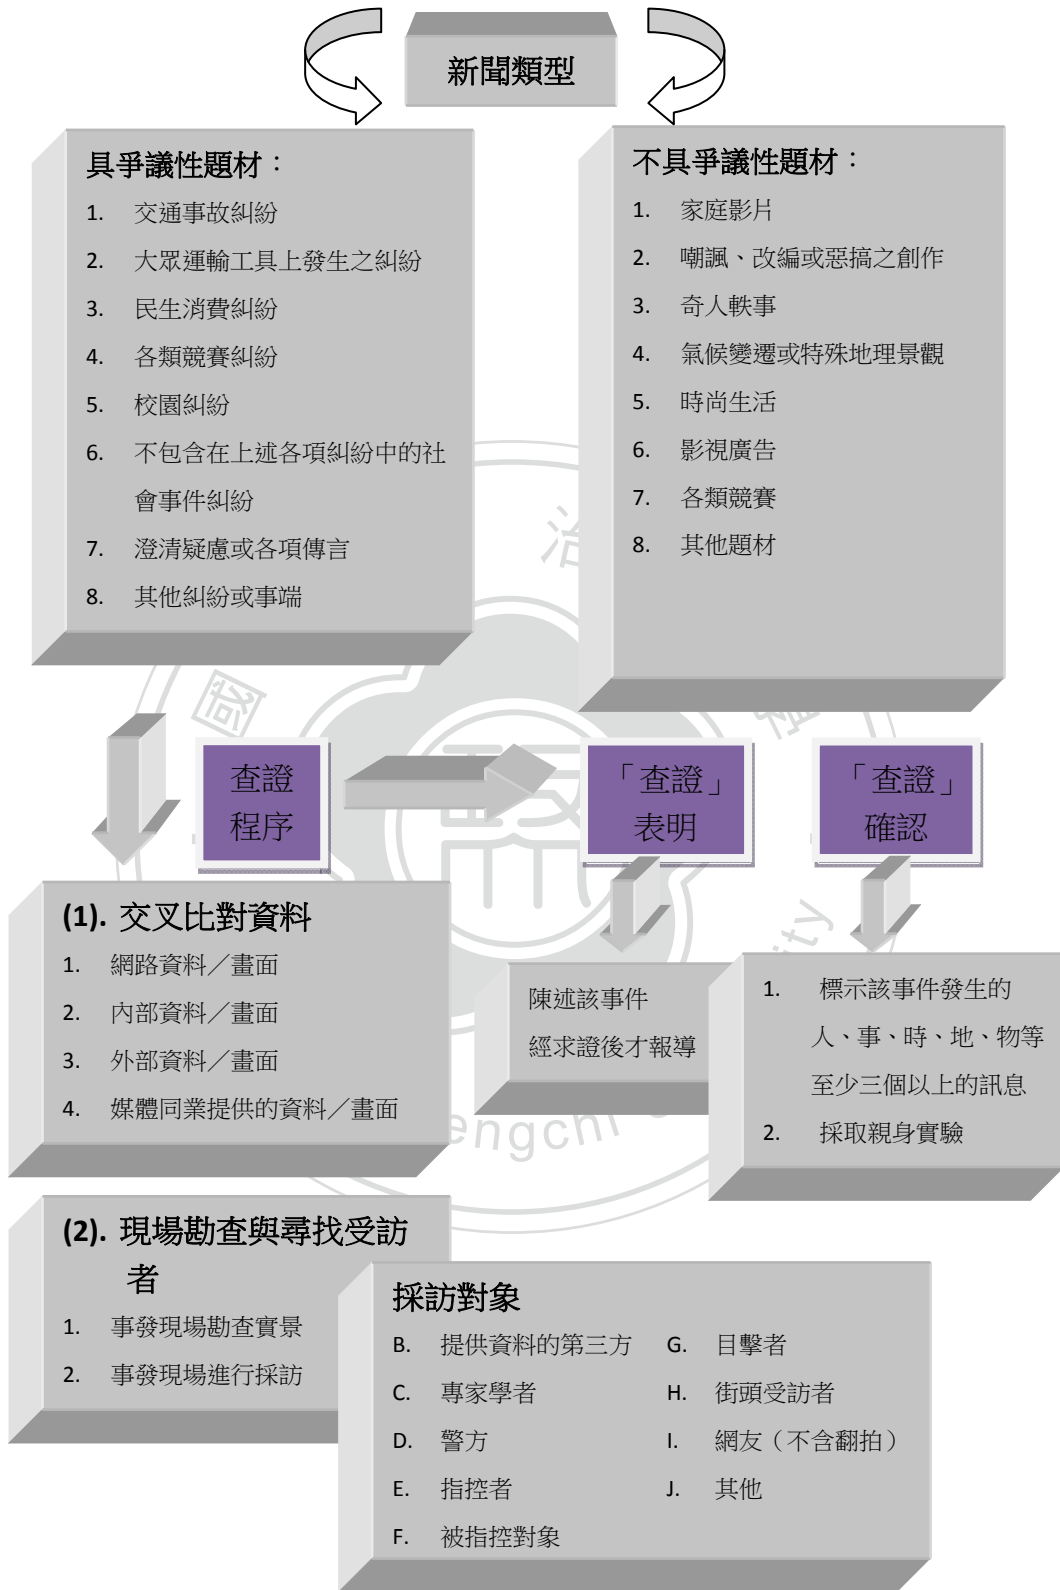 新聞類型
具爭議性題材：
1. 交通事故糾紛
2. 大眾運輸工具上發生之糾紛
3. 民生消費糾紛
4. 各類競賽糾紛
5. 校園糾紛
6. 不包含在上述各項糾紛中的社
會事件糾紛
7. 澄清疑慮或各項傳言
8. 其他糾紛或事端
不具爭議性題材：
1. 家庭影片
2. 嘲諷、改編或惡搞之創作
3. 奇人軼事
4. 氣候變遷或特殊地理景觀
5. 時尚生活
6. 影視廣告
7. 各類競賽
8. 其他題材
查證
程序
「查證」
表明
「查證」
確認
(1). 交叉比對資料
1. 網路資料／畫面
2. 內部資料／畫面
3. 外部資料／畫面
4. 媒體同業提供的資料／畫面
陳述該事件
經求證後才報導
1. 標示該事件發生的
人、事、時、地、物等
至少三個以上的訊息
2. 採取親身實驗
(2). 現場勘查與尋找受訪
者
1. 事發現場勘查實景
2. 事發現場進行採訪
採訪對象
B. 提供資料的第三方
C. 專家學者
D. 警方
E. 指控者
F. 被指控對象
G. 目擊者
H. 街頭受訪者
I. 網友（不含翻拍）
J. 其他